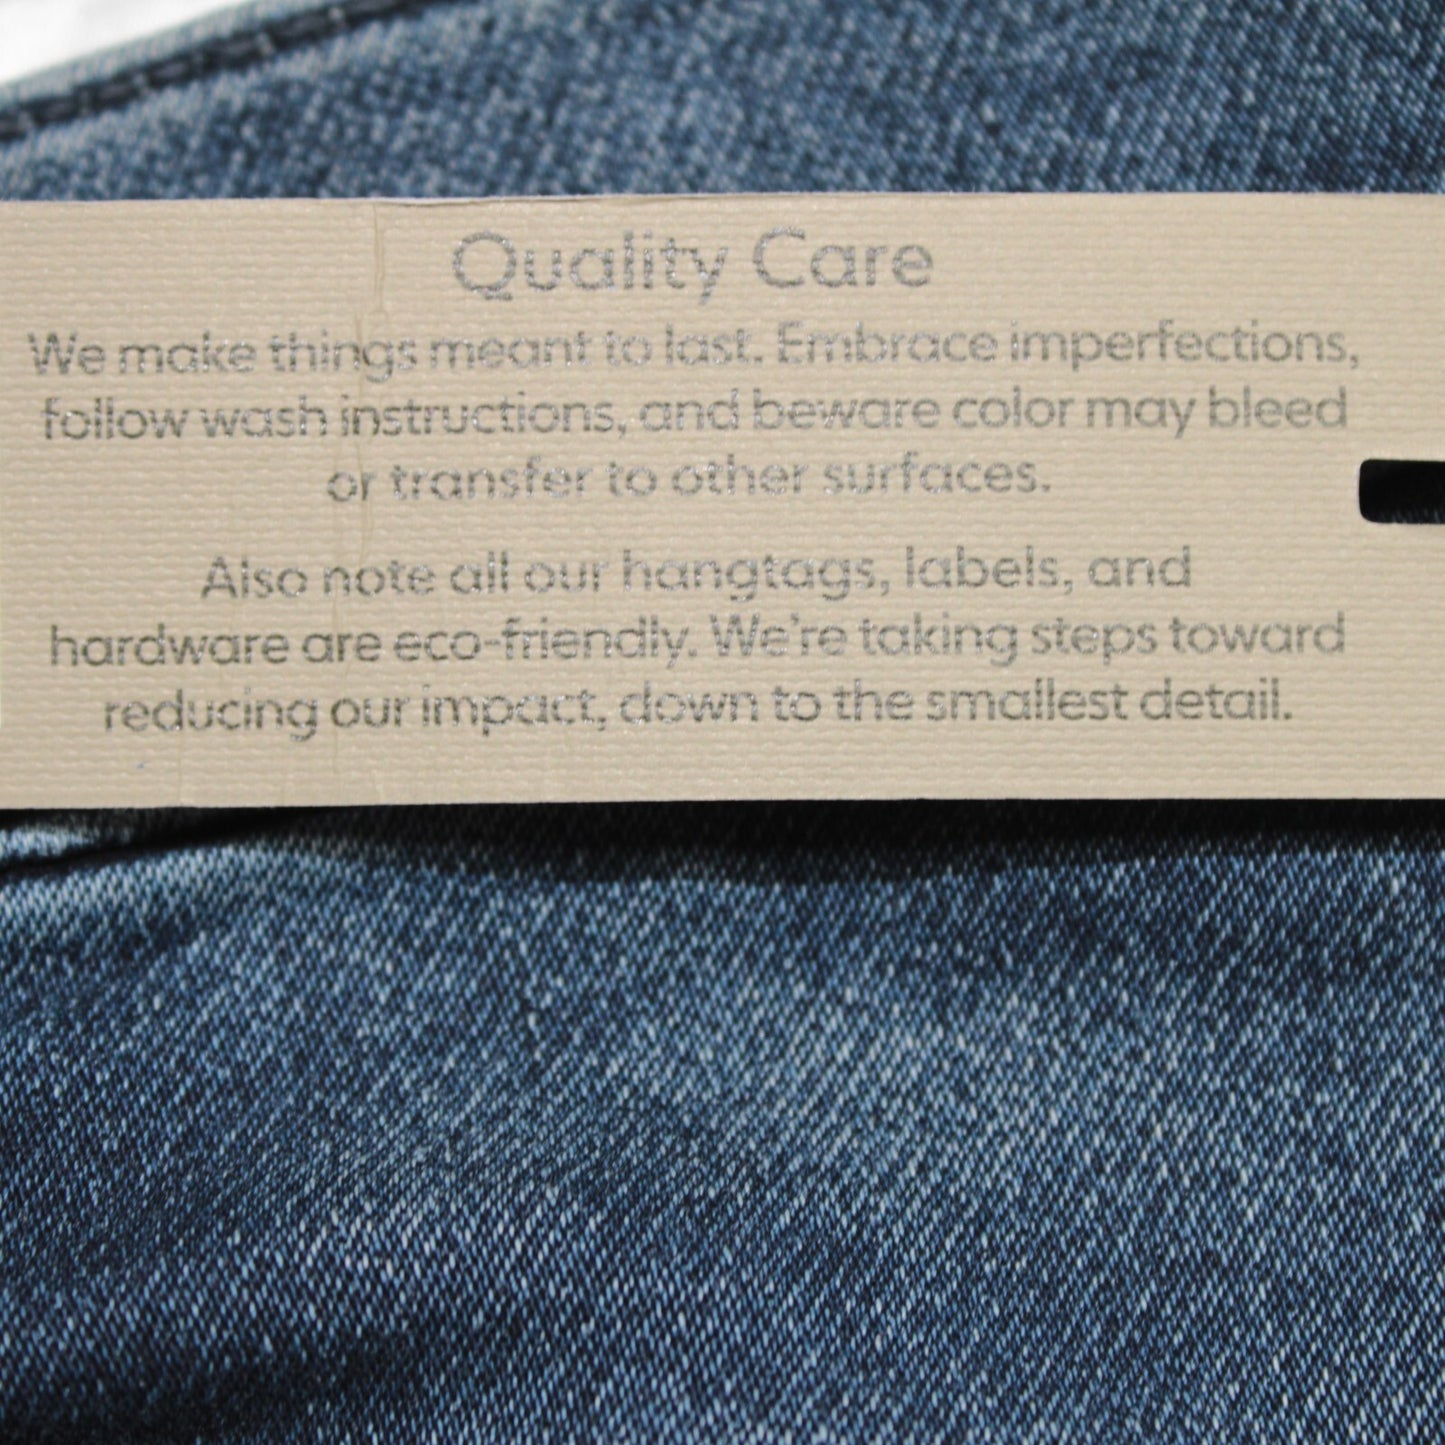 Quality Care
We make things meant to last. Embrace imperfections,
follow wash instructions, and beware color may bleed
or transfer to other surfaces.
Also note all our hangtags, labels, and
hardware are eco-friendly. We're taking steps toward
reducing our impact, down to the smallest detail.